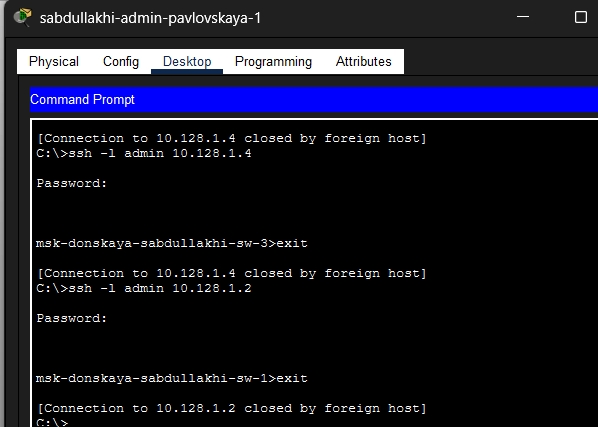 sabdullakhi-admin-pavlovskaya-1
Physical Config Desktop Programming Attributes
Command Prompt
[Connection to 10.128.1.4 closed by foreign host]
C:\>ssh -l admin 10.128.1.4
Password:
msk-donskaya-sabdullakhi-sw-3>exit
[Connection to 10.128.1.4 closed by foreign host]
C:\>ssh -l admin 10.128.1.2
Password:
msk-donskaya-sabdullakhi-sw-1>exit
[Connection to 10.128.1.2 closed by foreign host]
C:\>